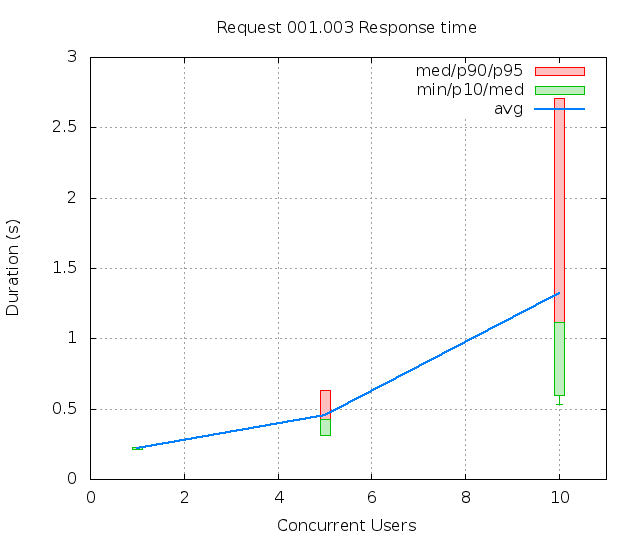 Request 001.003 Response time
med/p90/p95
min/p10/med
avg
3
2.5
2
1.5
1
0.5
0
Duration (s)
0 2 4 6 8 10
Concurrent Users